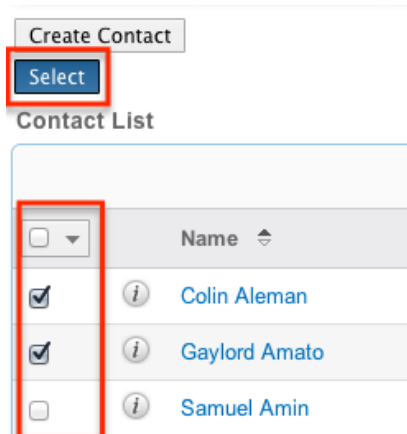 Create Contact
Select
Contact List
Name
i Colin Aleman
i Gaylord Amato
i Samuel Amin